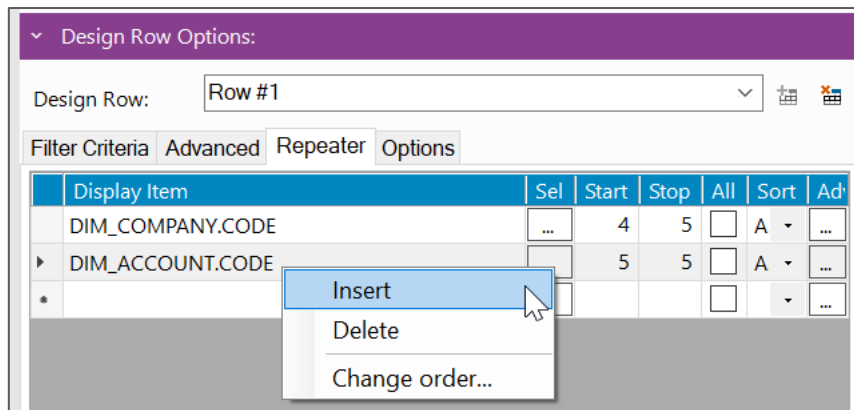 Design Row Options:
Design Row: Row #1
Filter Criteria Advanced Repeater Options
Display Item Sel Start Stop All Sort Adv
DIM_COMPANY.CODE ... 4 5 A ...
DIM_ACCOUNT.CODE 5 5 A ...
* ...
Insert
Delete
Change order...